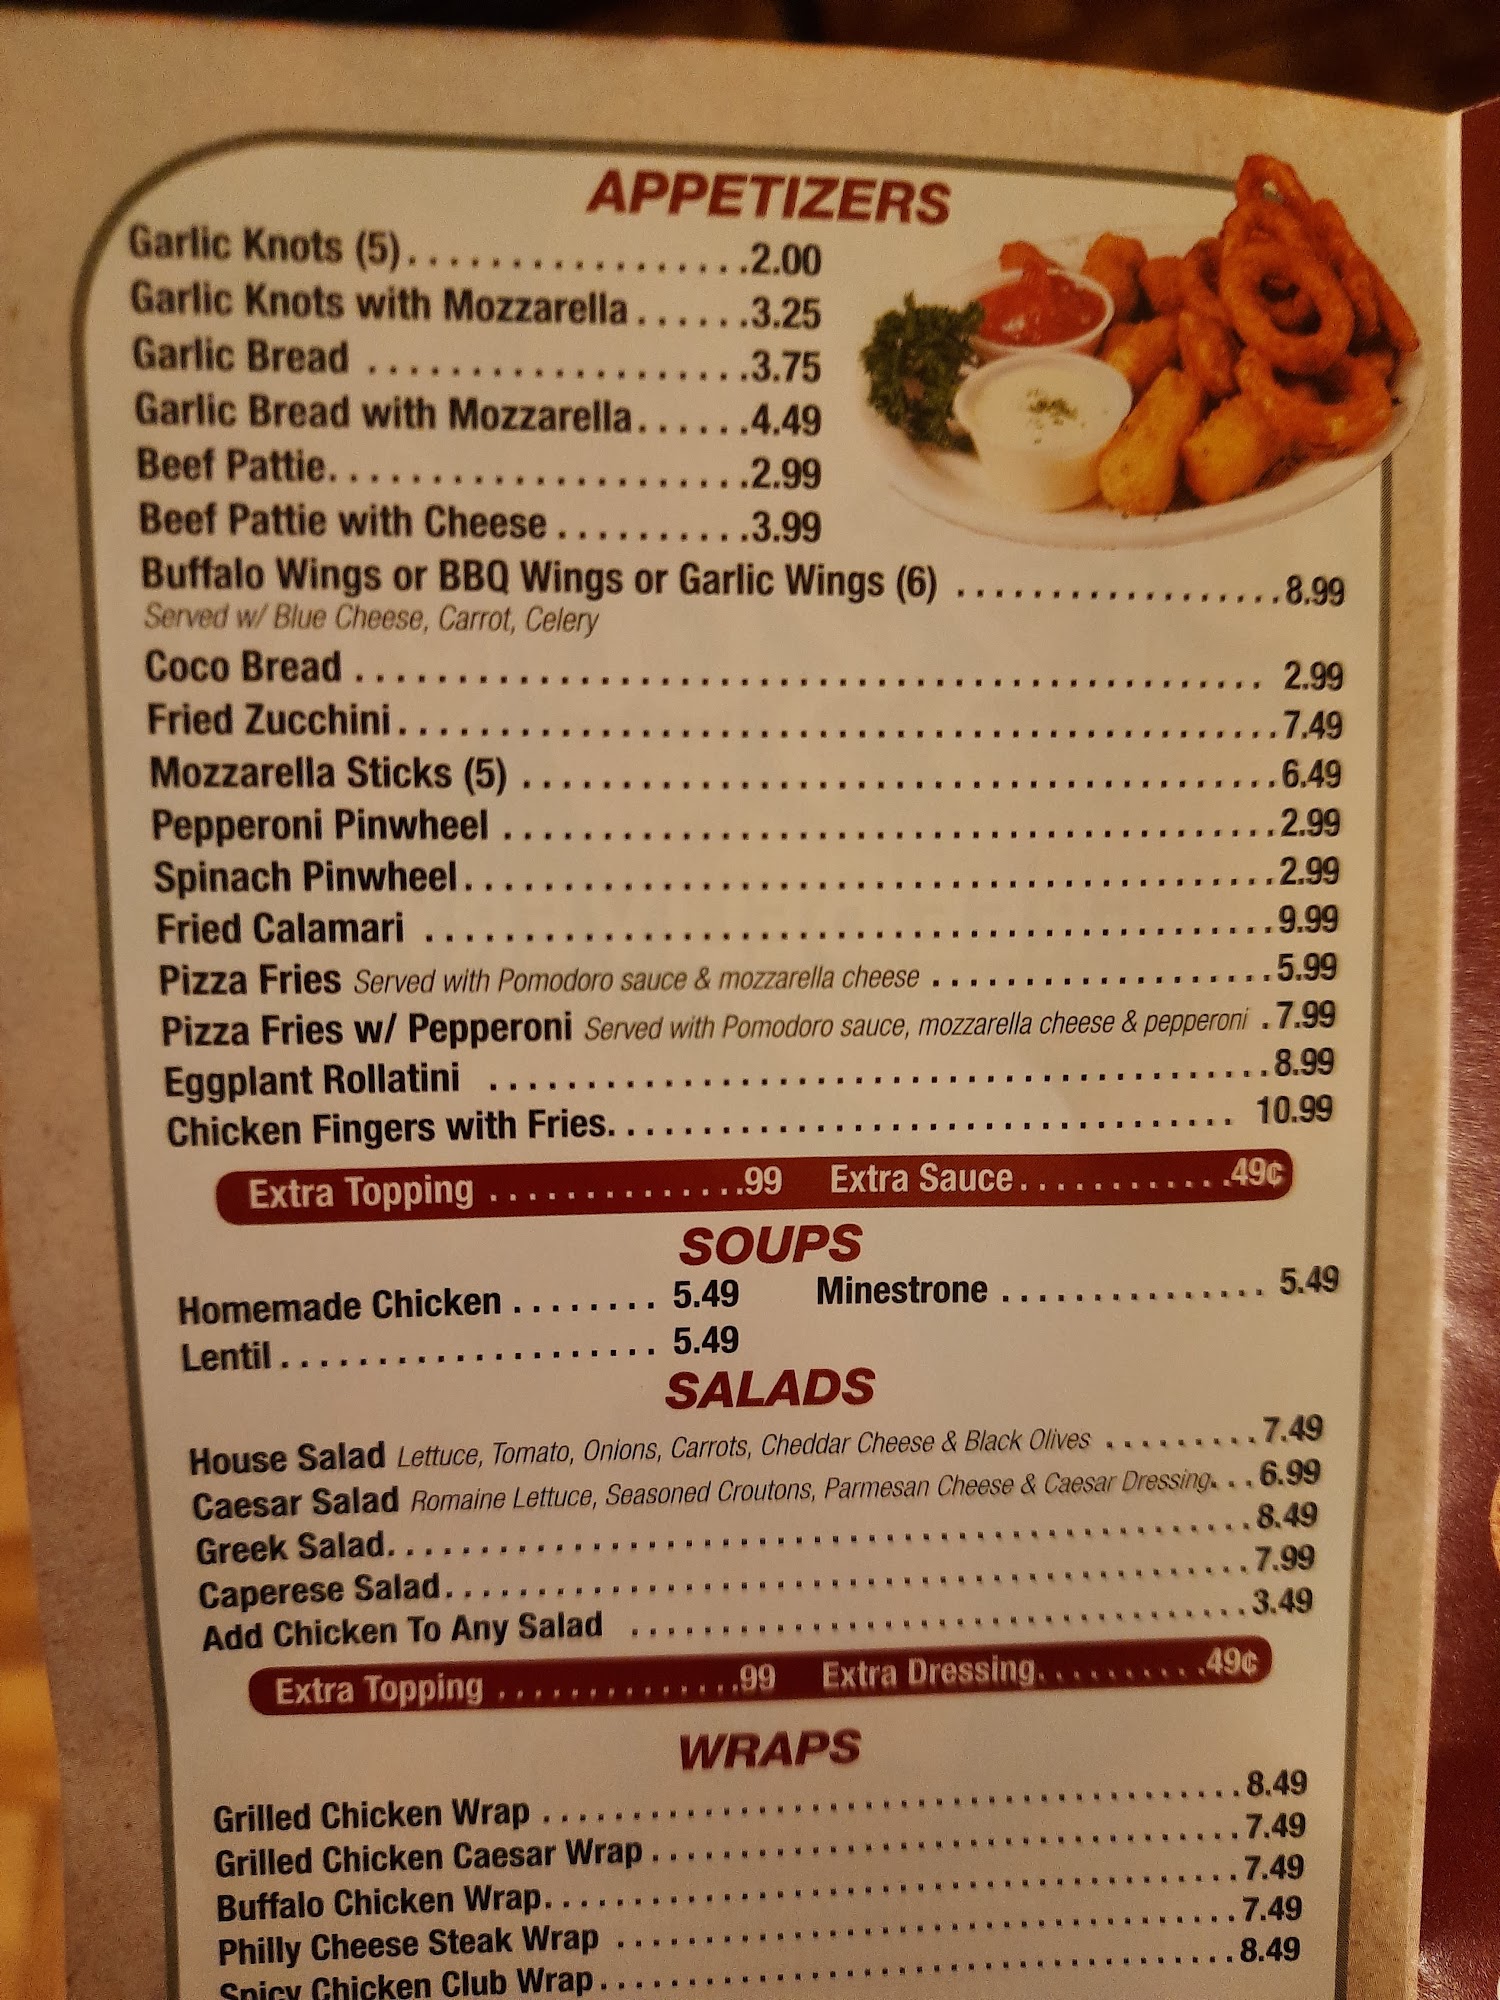 APPETIZERS
Garlic Knots (5).................2.00
Garlic Knots with Mozzarella......3.25
Garlic Bread ...................3.75
Garlic Bread with Mozzarella......4.49
Beef Pattie.....................2.99
Beef Pattie with Cheese..........3.99
Buffalo Wings or BBQ Wings or Garlic Wings (6) ..................8.99
Served w/ Blue Cheese, Carrot, Celery
Coco Bread ............................................. 2.99
Fried Zucchini............................................7.49
Mozzarella Sticks (5) .....................................6.49
Pepperoni Pinwheel ......................................2.99
Spinach Pinwheel........................................2.99
Fried Calamari ..........................................9.99
Pizza Fries Served with Pomodoro sauce & mozzarella cheese .................5.99
Pizza Fries w/ Pepperoni Served with Pomodoro sauce, mozzarella cheese & pepperoni .7.99
Eggplant Rollatini .......................................8.99
Chicken Fingers with Fries............................... 10.99
Extra Topping ..............99 Extra Sauce............49¢
SOUPS
Homemade Chicken ........ 5.49 Minestrone ............... 5.49
Lentil ................... 5.49
SALADS
House Salad Lettuce, Tomato, Onions, Carrots, Cheddar Cheese & Black Olives .........7.49
Caesar Salad Romaine Lettuce, Seasoned Croutons, Parmesan Cheese & Caesar Dressing...6.99
Greek Salad...........................................8.49
Caperese Salad........................................7.99
Add Chicken To Any Salad ...............................3.49
Extra Topping ..............99 Extra Dressing..........49¢
WRAPS
Grilled Chicken Wrap ...................................8.49
Grilled Chicken Caesar Wrap..............................7.49
Buffalo Chicken Wrap...................................7.49
Philly Cheese Steak Wrap ...............................7.49
Spicy Chicken Club Wrap................................8.49